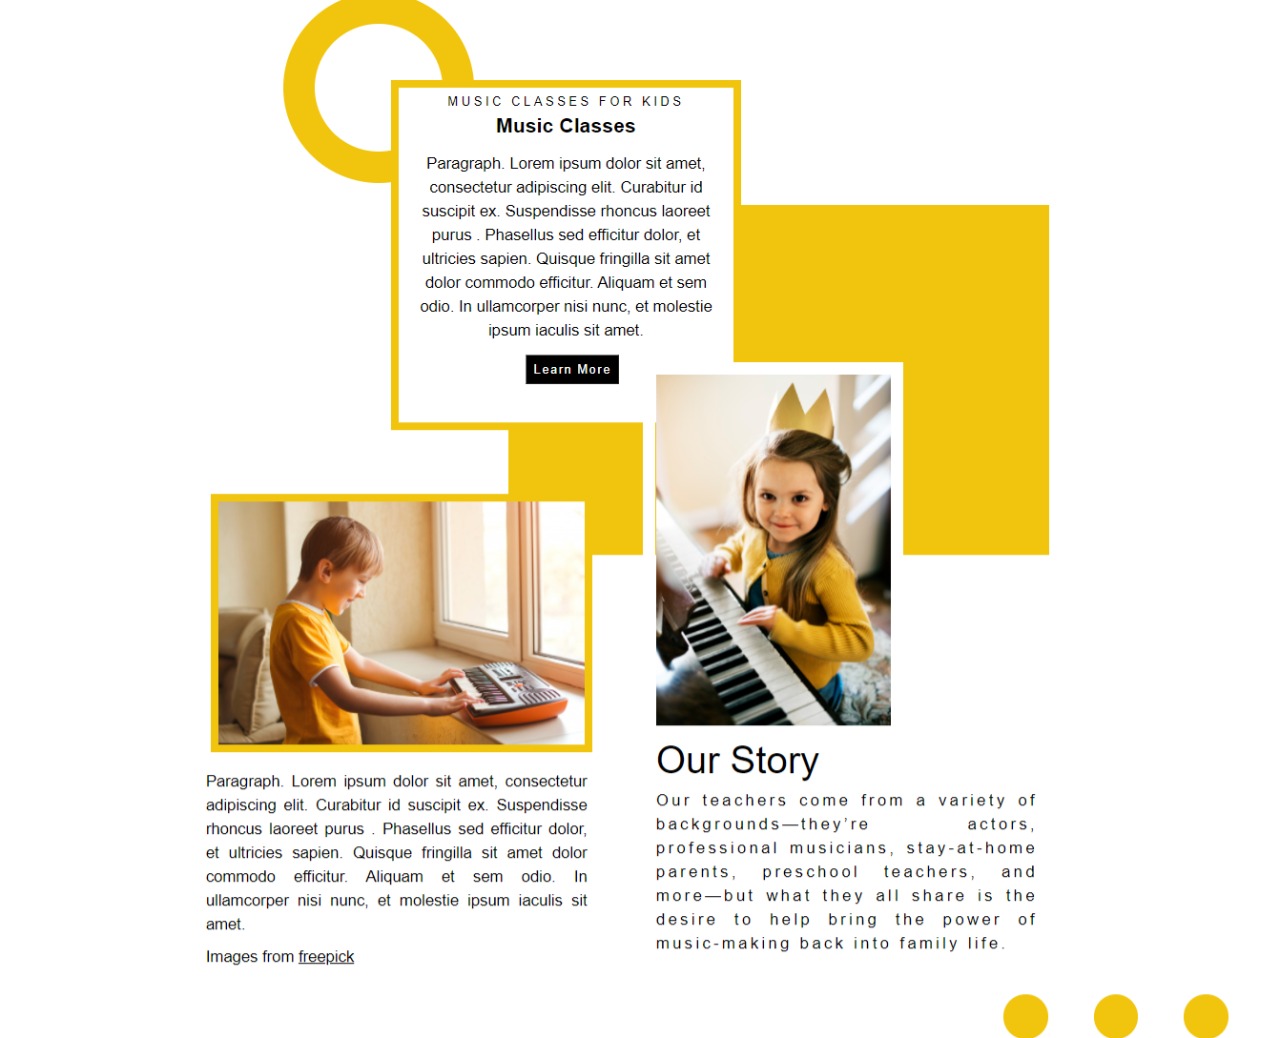 MUSIC CLASSES FOR KIDS
Music Classes
Paragraph. Lorem ipsum dolor sit amet,
consectetur adipiscing elit. Curabitur id
suscipit ex. Suspendisse rhoncus laoreet
purus . Phasellus sed efficitur dolor, et
ultricies sapien. Quisque fringilla sit amet
dolor commodo efficitur. Aliquam et sem
odio. In ullamcorper nisi nunc, et molestie
ipsum iaculis sit amet.
Learn More
Paragraph. Lorem ipsum dolor sit amet, consectetur
adipiscing elit. Curabitur id suscipit ex. Suspendisse
rhoncus laoreet purus . Phasellus sed efficitur dolor,
et ultricies sapien. Quisque fringilla sit amet dolor
commodo efficitur. Aliquam et sem odio. In
ullamcorper nisi nunc, et molestie ipsum iaculis sit
amet.
Images from freepick
Our Story
Our teachers come from a variety of
backgrounds—they’re actors,
professional musicians, stay-at-home
parents, preschool teachers, and
more—but what they all share is the
desire to help bring the power of
music-making back into family life.